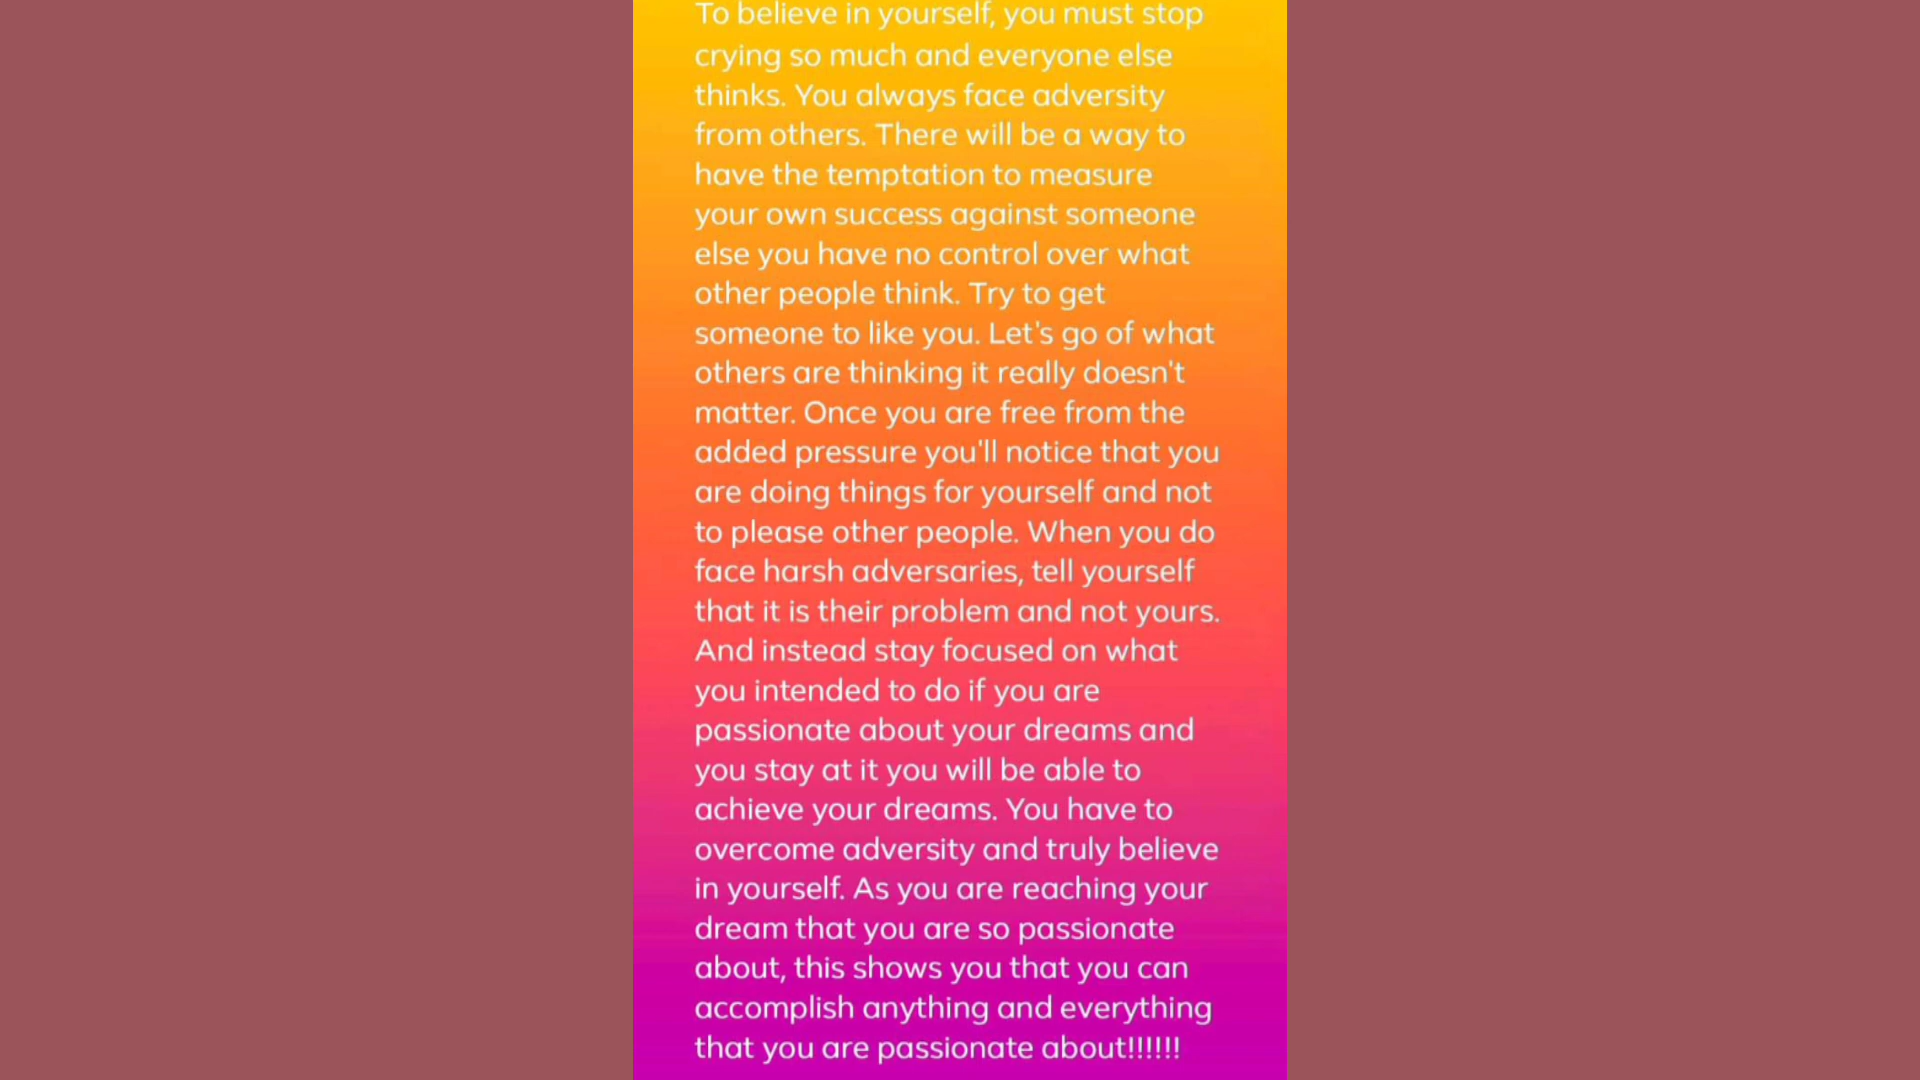 To believe in yourself, you must stop
crying so much and everyone else
thinks. You always face adversity
from others. There will be a way to
have the temptation to measure
your own success against someone
else you have no control over what
other people think. Try to get
someone to like you. Let's go of what
others are thinking it really doesn't
matter. Once you are free from the
added pressure you'll notice that you
are doing things for yourself and not
to please other people. When you do
face harsh adversaries, tell yourself
that it is their problem and not yours.
And instead stay focused on what
you intended to do if you are
passionate about your dreams and
you stay at it you will be able to
achieve your dreams. You have to
overcome adversity and truly believe
in yourself. As you are reaching your
dream that you are so passionate
about, this shows you that you can
accomplish anything and everything
that you are passionate about!!!!!!